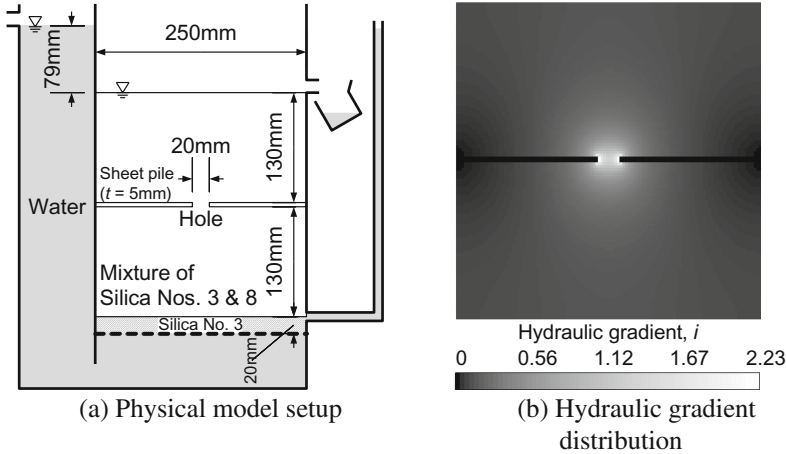 250mm
79mm
20mm
130mm
Sheet pile
(t = 5mm)
Water
Hole
130mm
Mixture of
Silica Nos. 3 & 8
Silica No. 3
20mm
(a) Physical model setup
Hydraulic gradient, i
0 0.56 1.12 1.67 2.23
(b) Hydraulic gradient
distribution